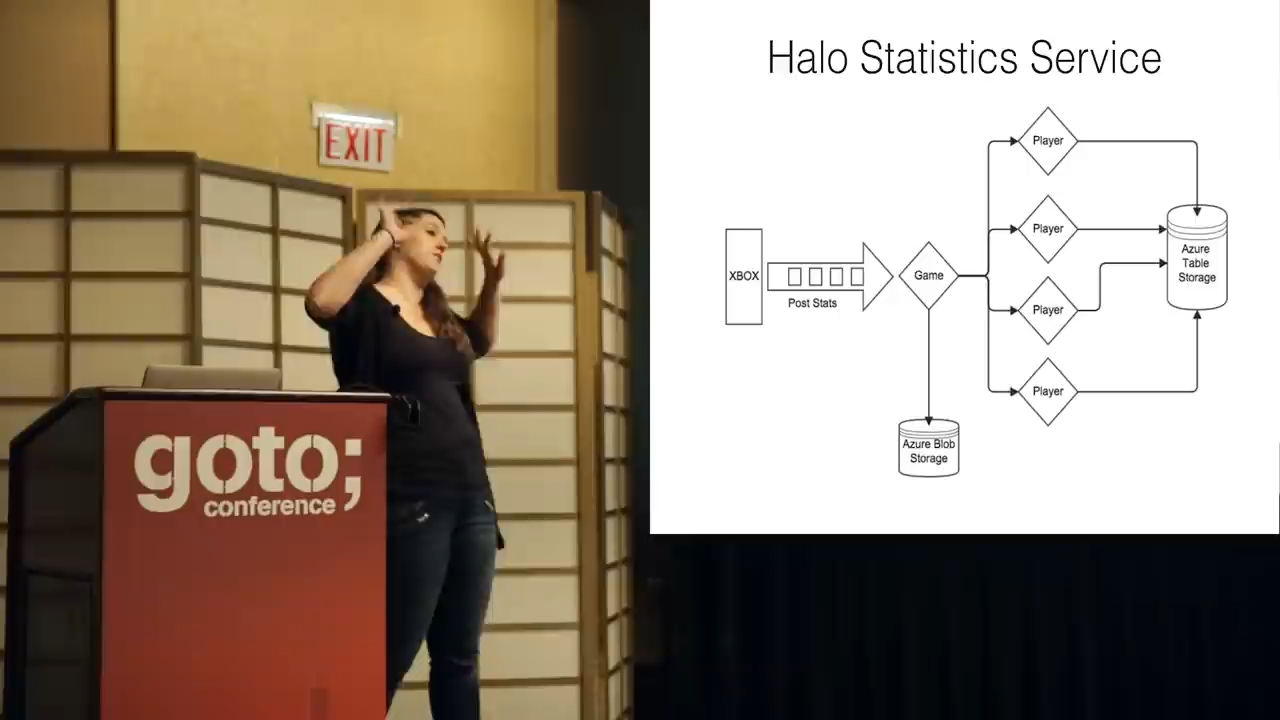 EXIT
goto;
conference
Halo Statistics Service
XBOX
Post Stats
Game
Player
Player
Player
Player
Azure
Table
Storage
Azure Blob
Storage